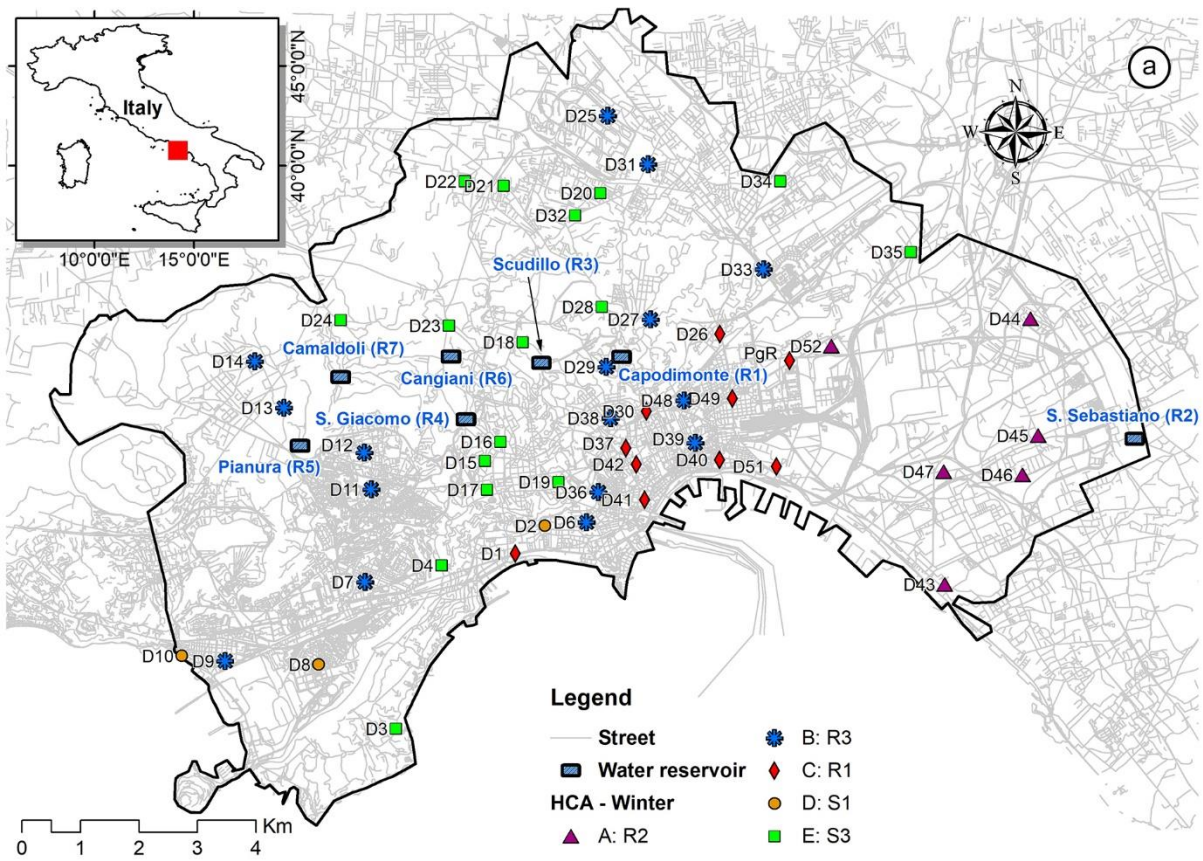 a
45°0'0"N
Italy
40°0'0"N
10°0'0"E
15°0'0"E
N
W
E
S
D25
D31
D22
D21
D20
D34
D32
D35
Scudillo (R3)
D33
D28
D24
D23
D27
D44
Camaldoli (R7)
D18
D26
D52
D14
PgR
D29
Cangiani (R6)
Capodimonte (R1)
D13
D48
D49
D30
S. Giacomo (R4)
D38
S. Sebastiano (R2)
D12
D16
D39
D45
D37
Pianura (R5)
D15
D42
D40
D51
D47
D46
D11
D17
D19
D36
D41
D2
D6
D1
D4
D7
D43
D10
D9
D8
D3
Legend
Street
B: R3
Water reservoir
C: R1
HCA - Winter
D: S1
A: R2
E: S3
Km
0 1 2 3 4